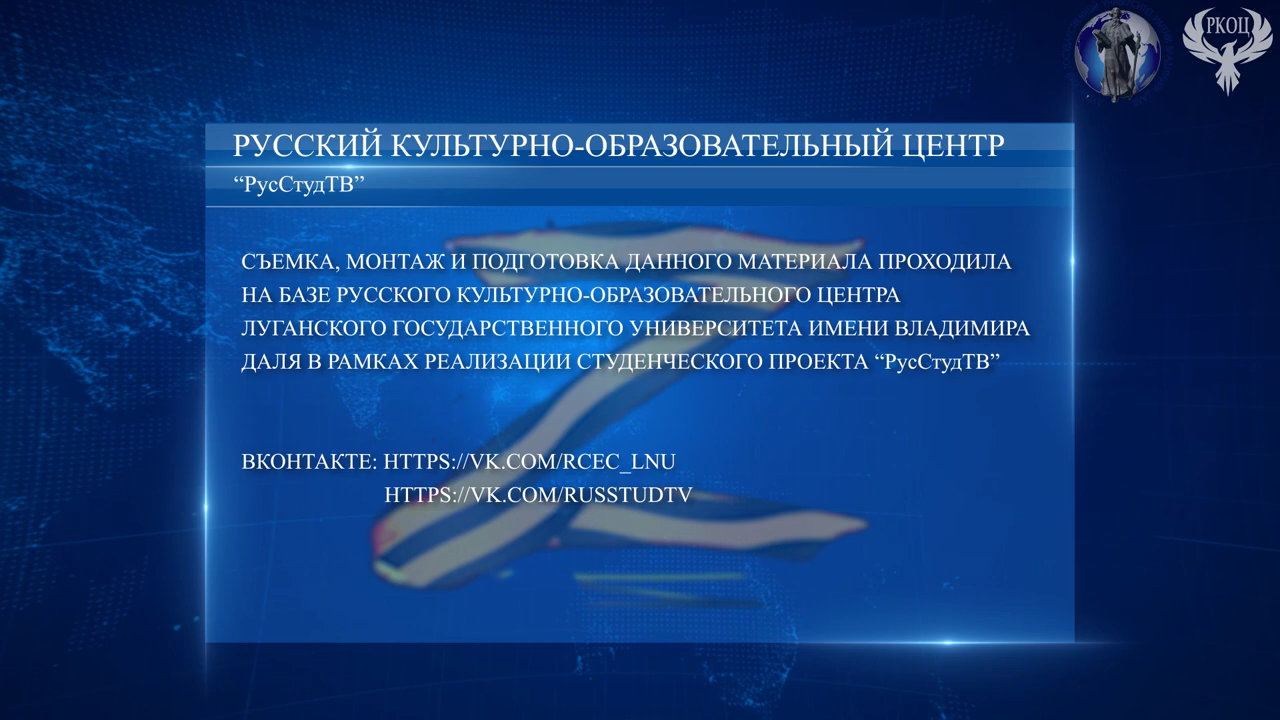 РКОЦ
РУССКИЙ КУЛЬТУРНО-ОБРАЗОВАТЕЛЬНЫЙ ЦЕНТР
“РусСтудТВ”
СЪЕМКА, МОНТАЖ И ПОДГОТОВКА ДАННОГО МАТЕРИАЛА ПРОХОДИЛА
НА БАЗЕ РУССКОГО КУЛЬТУРНО-ОБРАЗОВАТЕЛЬНОГО ЦЕНТРА
ЛУГАНСКОГО ГОСУДАРСТВЕННОГО УНИВЕРСИТЕТА ИМЕНИ ВЛАДИМИРА
ДАЛЯ В РАМКАХ РЕАЛИЗАЦИИ СТУДЕНЧЕСКОГО ПРОЕКТА “РусСтудТВ”
ВКОНТАКТЕ: HTTPS://VK.COM/RCEC_LNU
HTTPS://VK.COM/RUSSTUDTV